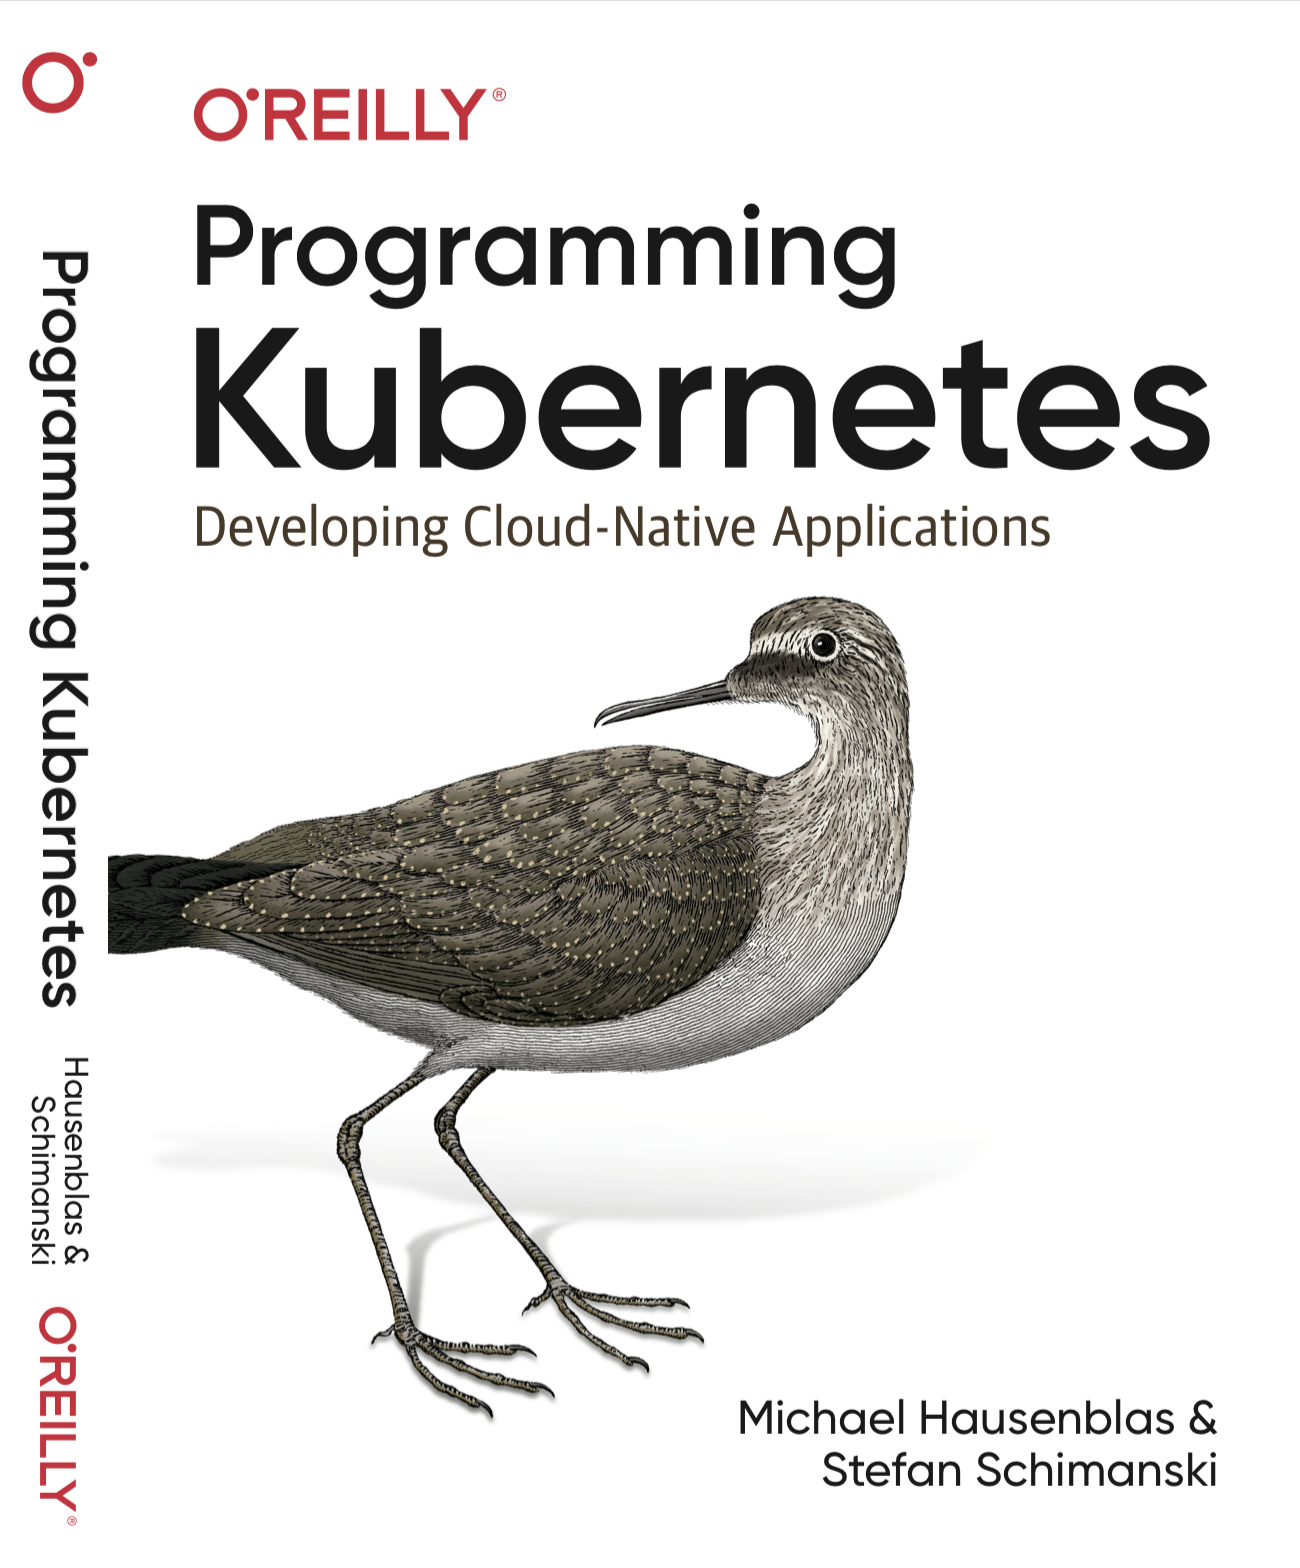 O'REILLY®
Programming
Kubernetes
Developing Cloud-Native Applications
Michael Hausenblas &
Stefan Schimanski
Programming Kubernetes
Hausenblas &
Schimanski
O'REILLY®